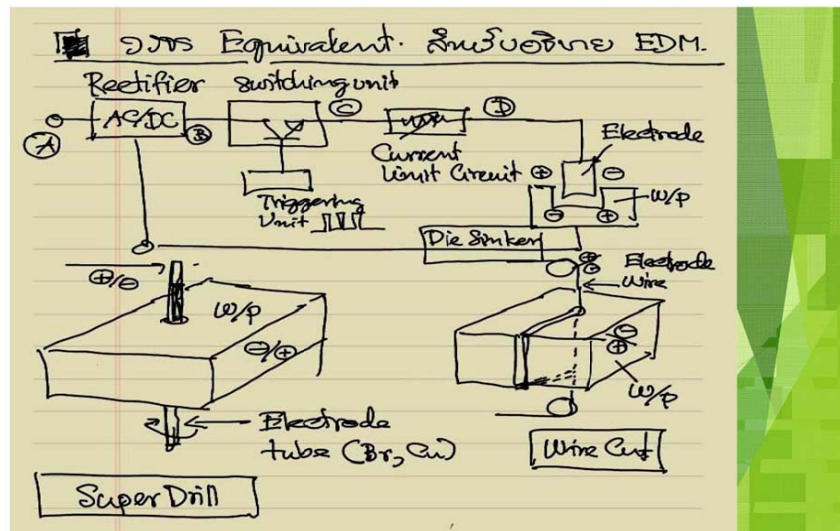 วงจร Equivalent. สำหรับอธิบาย EDM.
Rectifier Switching unit
A AC/DC B C D
Current Limit Circuit
Triggering Unit
Electrode
⊕ ⊖
⊖ ⊕
W/P
Die Sinker
⊕/⊖
W/P
⊖/⊕
Electrode tube (Br, Cu)
Super Drill
⊕/⊖
Electrode Wire
⊖/⊕
W/P
Wire Cut